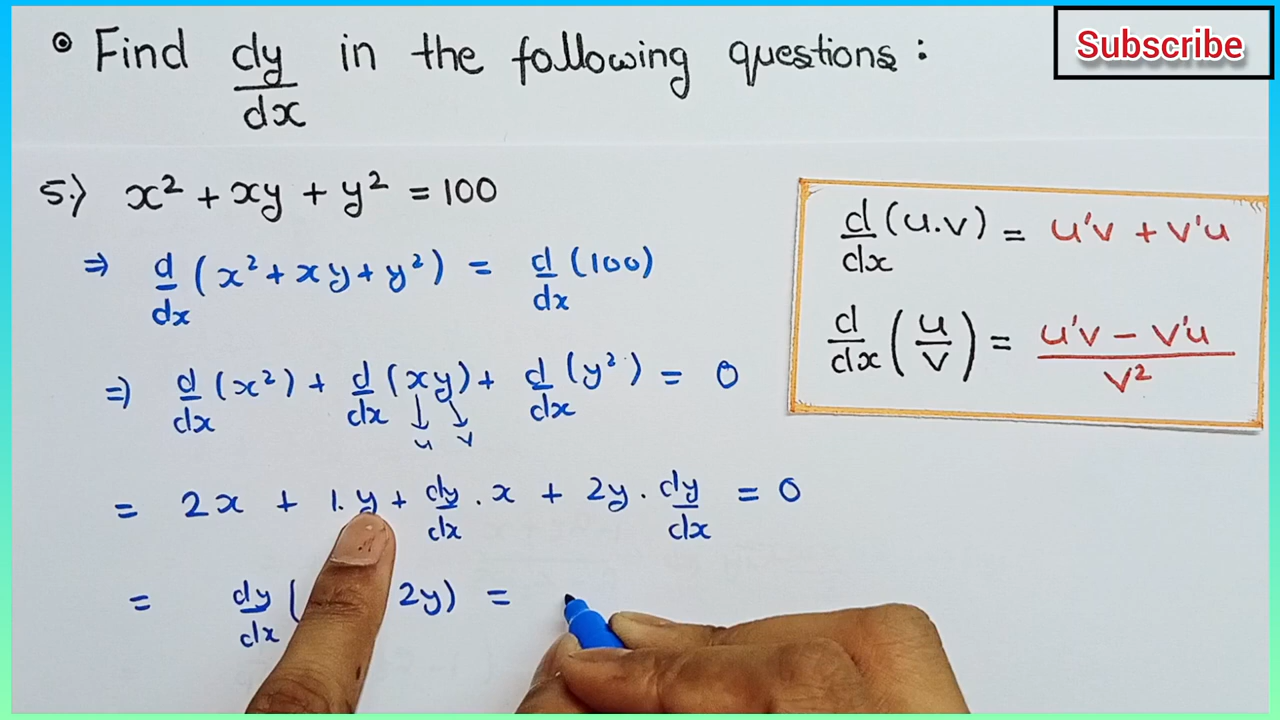 • Find dy/dx in the following questions :
Subscribe
5.) x² + xy + y² = 100
⇒ d/dx (x² + xy + y²) = d/dx (100)
⇒ d/dx (x²) + d/dx (xy) + d/dx (y²) = 0
↓ ↓
u v
= 2x + 1.y + dy/dx . x + 2y . dy/dx = 0
= dy/dx ( 2y) =
d/dx (u.v) = u'v + v'u
d/dx (u/v) = u'v - v'u / v²